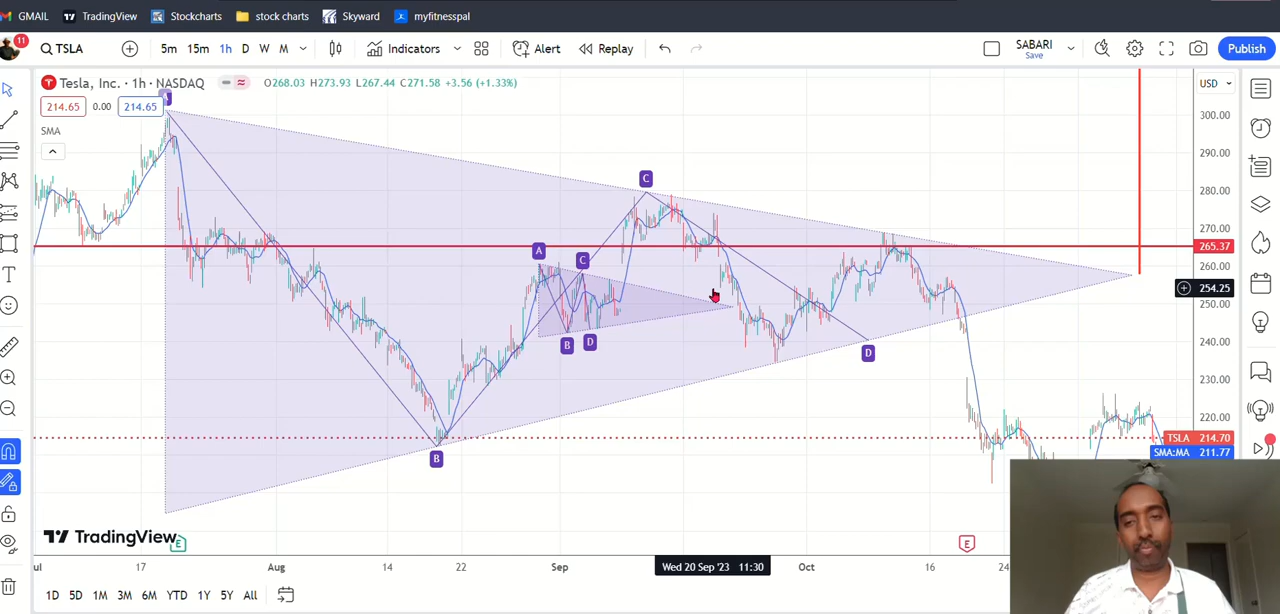 GMAIL TradingView Stockcharts stock charts Skyward myfitnesspal
11 TSLA 5m 15m 1h D W M Indicators Alert Replay SABARI Save Publish
Tesla, Inc. · 1h · NASDAQ O268.03 H273.93 L267.44 C271.58 +3.56 (+1.33%)
USD
214.65 0.00 214.65
SMA
A
C
A
C
B
D
D
B
300.00
290.00
280.00
270.00
265.37
260.00
254.25
250.00
240.00
230.00
220.00
TSLA 214.70
SMA:MA 211.77
TradingView
E
E
17 Aug 14 22 Sep Wed 20 Sep '23 11:30 Oct 16 24
1D 5D 1M 3M 6M YTD 1Y 5Y All